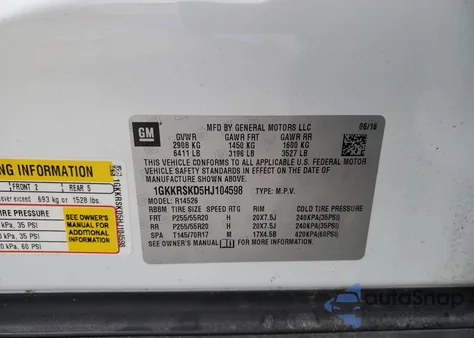 GM
MFD BY GENERAL MOTORS LLC
06/16
GVWR GAWR FRT GAWR RR
2908 KG 1450 KG 1600 KG
6411 LB 3196 LB 3527 LB
THIS VEHICLE CONFORMS TO ALL APPLICABLE U.S. FEDERAL
VEHICLE SAFETY AND THEFT PREVENTION STANDARDS IN EFFECT
ON THE DATE OF MANUFACTURE SHOWN ABOVE.
1GKKRSKD5HJ104598 TYPE: M.P.V.
MODEL: R14526
TIRE SIZE SPEED RTG RIM COLD TIRE PRESSURE
FRT P255/55R20 H 20X7.5J 240KPA(35PSI)
RR P255/55R20 H 20X7.5J 240KPA(35PSI)
SPA T145/70R17 M 17X4.5B 420KPA(60PSI)
SEE OWNER'S MANUAL FOR MORE INFORMATION.
NG INFORMATION
FRONT 2 REAR 5
exceed 693 kg or 1528 lbs.
RE PRESSURE
KPA, 35 PSI
KPA, 35 PSI
KPA, 60 PSI
SEE OWNER'S
MANUAL FOR
ADDITIONAL
INFORMATION
1GKKRSKD5HJ104598
AutoSnap